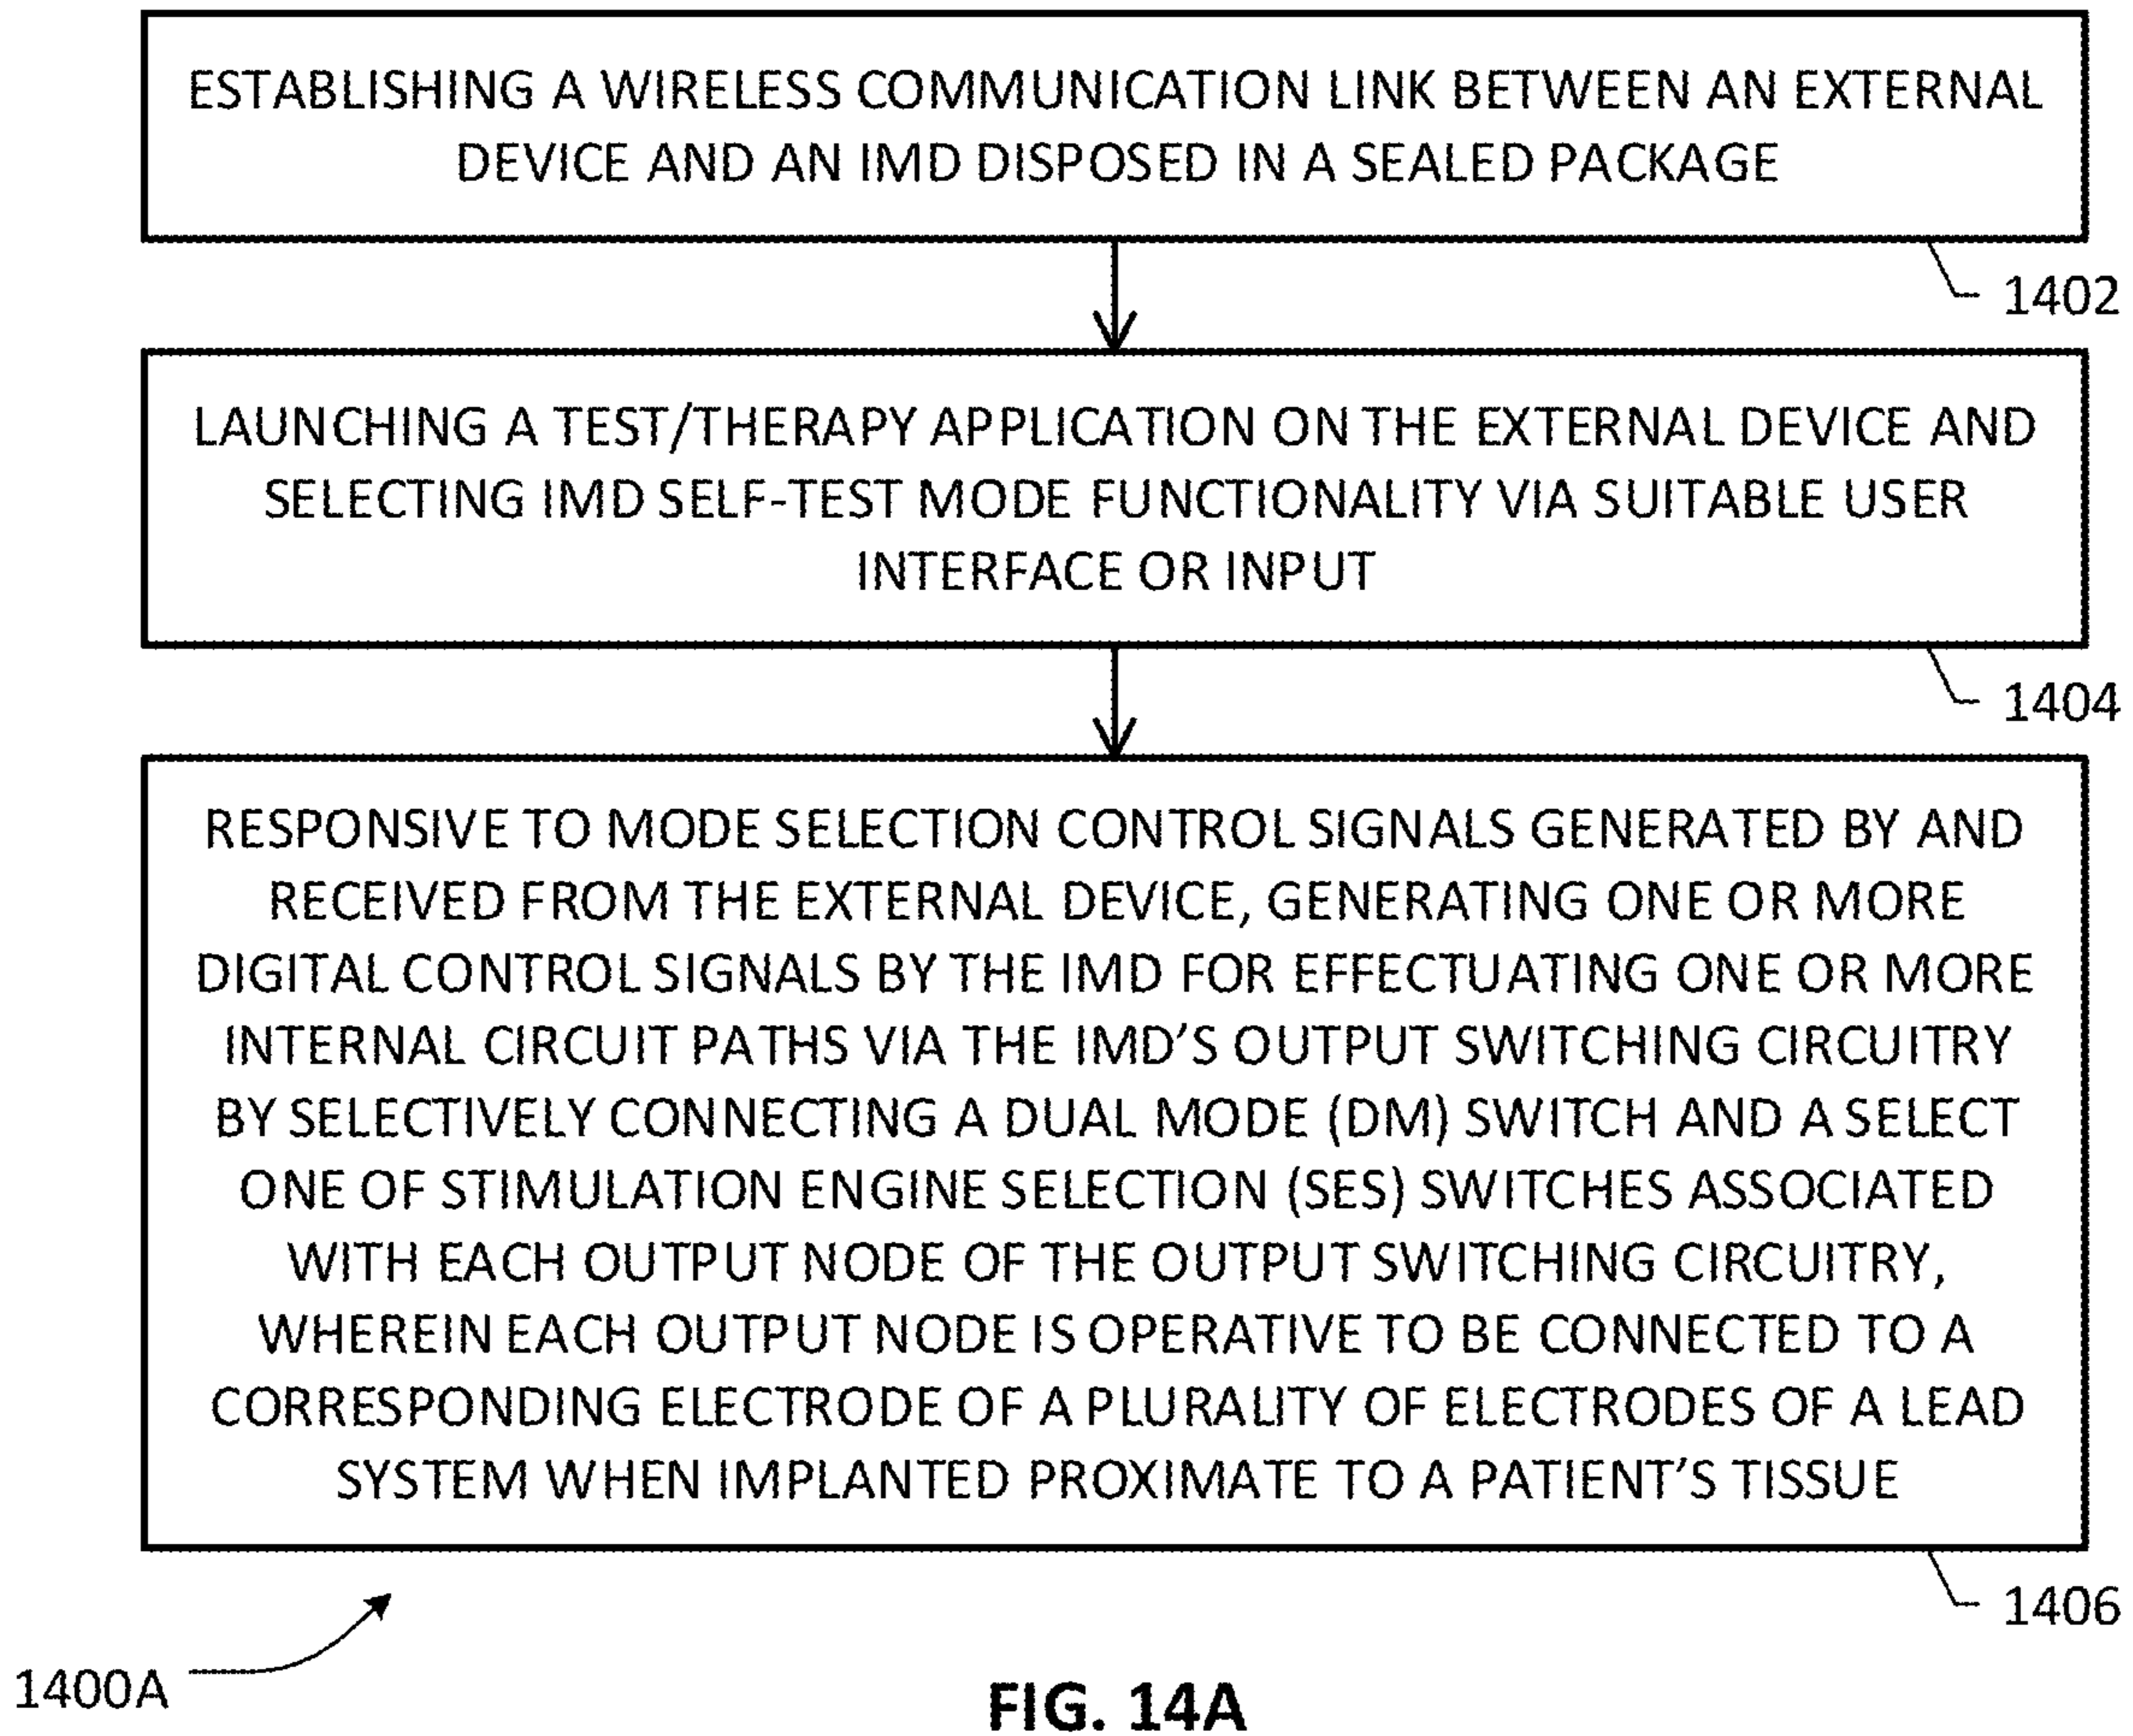 ESTABLISHING A WIRELESS COMMUNICATION LINK BETWEEN AN EXTERNAL
DEVICE AND AN IMD DISPOSED IN A SEALED PACKAGE
1402
LAUNCHING A TEST/THERAPY APPLICATION ON THE EXTERNAL DEVICE AND
SELECTING IMD SELF-TEST MODE FUNCTIONALITY VIA SUITABLE USER
INTERFACE OR INPUT
1404
RESPONSIVE TO MODE SELECTION CONTROL SIGNALS GENERATED BY AND
RECEIVED FROM THE EXTERNAL DEVICE, GENERATING ONE OR MORE
DIGITAL CONTROL SIGNALS BY THE IMD FOR EFFECTUATING ONE OR MORE
INTERNAL CIRCUIT PATHS VIA THE IMD'S OUTPUT SWITCHING CIRCUITRY
BY SELECTIVELY CONNECTING A DUAL MODE (DM) SWITCH AND A SELECT
ONE OF STIMULATION ENGINE SELECTION (SES) SWITCHES ASSOCIATED
WITH EACH OUTPUT NODE OF THE OUTPUT SWITCHING CIRCUITRY,
WHEREIN EACH OUTPUT NODE IS OPERATIVE TO BE CONNECTED TO A
CORRESPONDING ELECTRODE OF A PLURALITY OF ELECTRODES OF A LEAD
SYSTEM WHEN IMPLANTED PROXIMATE TO A PATIENT'S TISSUE
1406
1400A
FIG. 14A